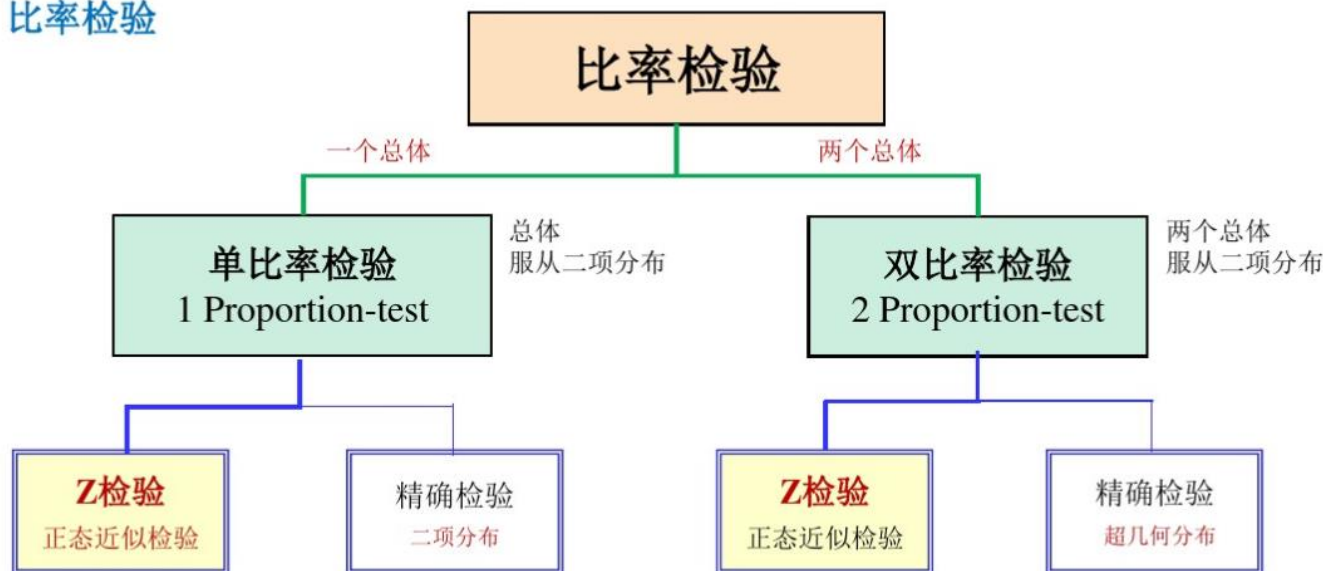 比率检验
比率检验
一个总体
两个总体
单比率检验
1 Proportion-test
总体
服从二项分布
双比率检验
2 Proportion-test
两个总体
服从二项分布
Z检验
正态近似检验
精确检验
二项分布
Z检验
正态近似检验
精确检验
超几何分布